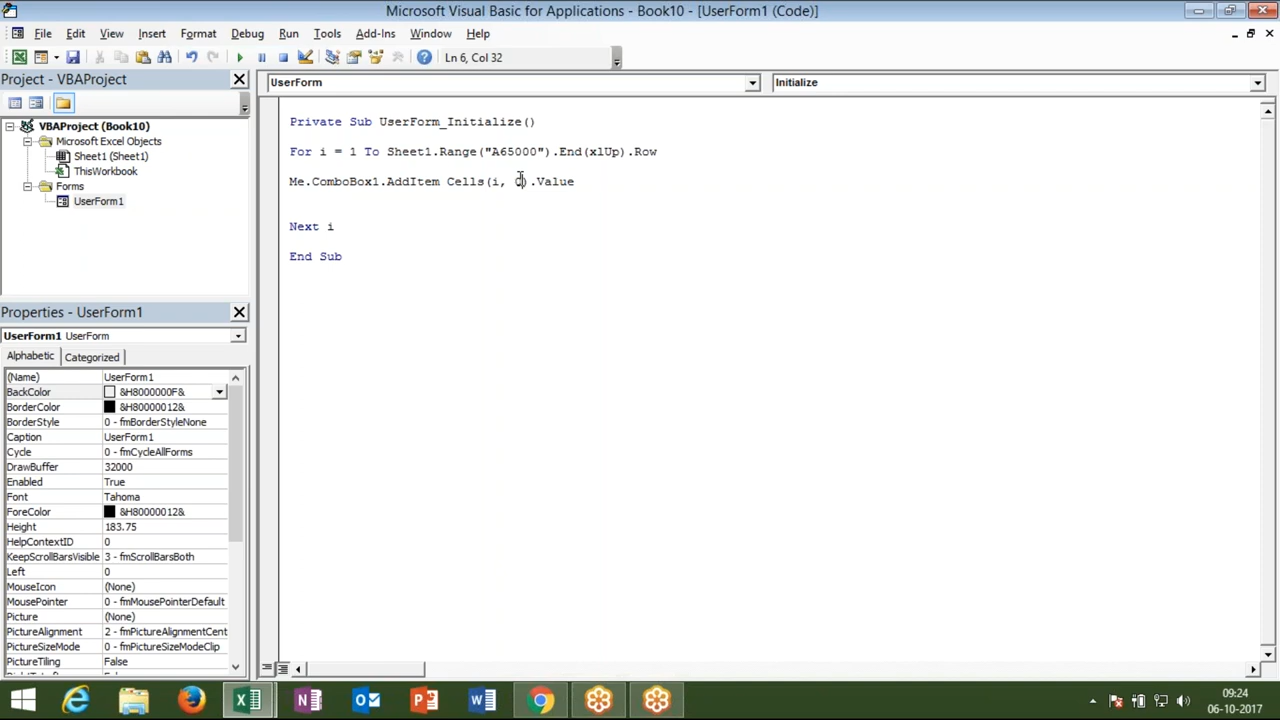 Microsoft Visual Basic for Applications - Book10 - [UserForm1 (Code)]
File Edit View Insert Format Debug Run Tools Add-Ins Window Help
Ln 6, Col 32
Project - VBAProject
UserForm
Initialize
VBAProject (Book10)
Microsoft Excel Objects
Sheet1 (Sheet1)
ThisWorkbook
Forms
UserForm1
Private Sub UserForm_Initialize()
For i = 1 To Sheet1.Range("A65000").End(xlUp).Row
Me.ComboBox1.AddItem Cells(i, ).Value
Next i
End Sub
Properties - UserForm1
UserForm1 UserForm
Alphabetic Categorized
(Name) UserForm1
BackColor &H8000000F&
BorderColor &H80000012&
BorderStyle 0 - fmBorderStyleNone
Caption UserForm1
Cycle 0 - fmCycleAllForms
DrawBuffer 32000
Enabled True
Font Tahoma
ForeColor &H80000012&
Height 183.75
HelpContextID 0
KeepScrollBarsVisible 3 - fmScrollBarsBoth
Left 0
MouseIcon (None)
MousePointer 0 - fmMousePointerDefault
Picture (None)
PictureAlignment 2 - fmPictureAlignmentCent
PictureSizeMode 0 - fmPictureSizeModeClip
PictureTiling False
09:24
06-10-2017